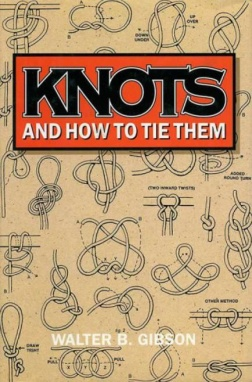 UP
OVER
DOWN
UNDER
KNOTS
AND HOW TO TIE THEM
ADDED
ROUND TURN
(TWO INWARD TWISTS)
OTHER METHOD
WALTER B. GIBSON
DRAW
TIGHT
PULL
PULL